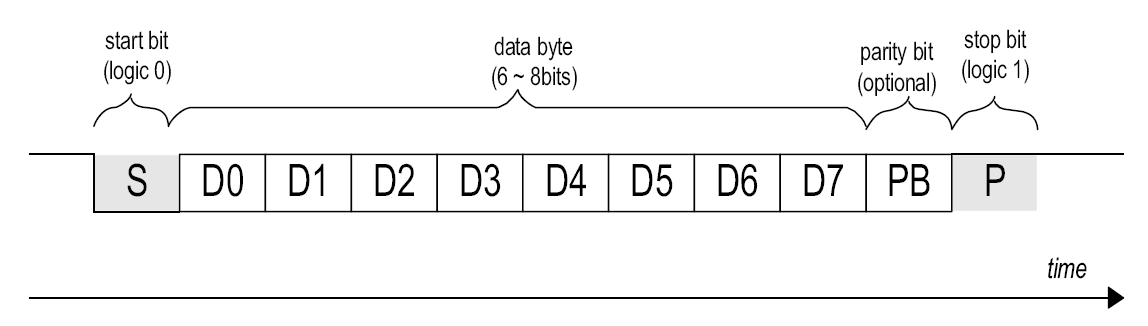 start bit
(logic 0)
data byte
(6 ~ 8bits)
parity bit
(optional)
stop bit
(logic 1)
S D0 D1 D2 D3 D4 D5 D6 D7 PB P
time